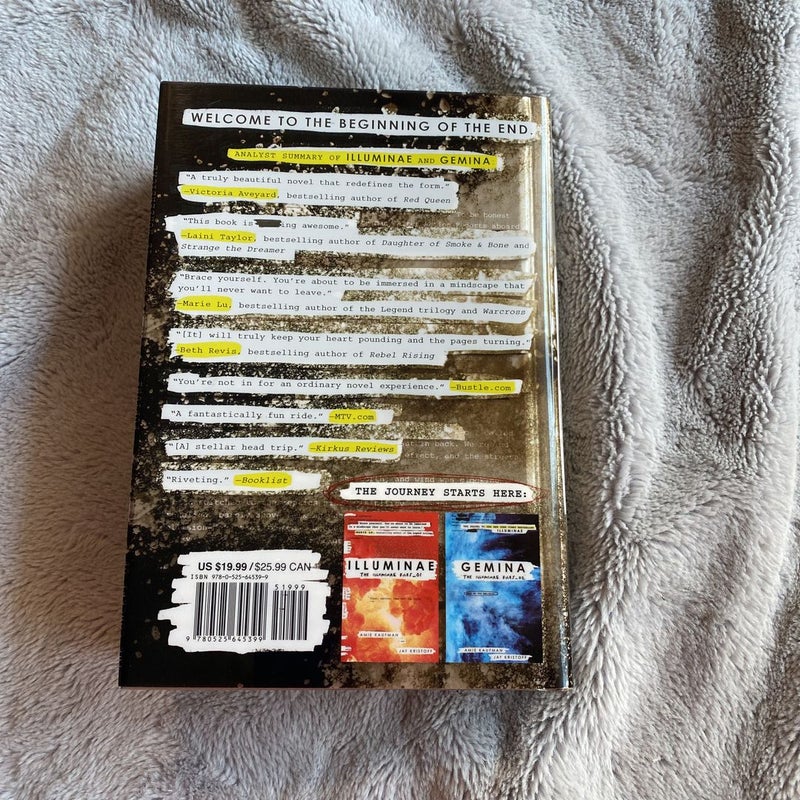 WELCOME TO THE BEGINNING OF THE END.
ANALYST SUMMARY OF ILLUMINAE AND GEMINA:
"A truly beautiful novel that redefines the form."
—Victoria Aveyard, bestselling author of Red Queen
"This book is ing awesome."
—Laini Taylor, bestselling author of Daughter of Smoke & Bone and
Strange the Dreamer
"Brace yourself. You're about to be immersed in a mindscape that
you'll never want to leave."
—Marie Lu, bestselling author of the Legend trilogy and Warcross
"[It] will truly keep your heart pounding and the pages turning."
—Beth Revis, bestselling author of Rebel Rising
"You're not in for an ordinary novel experience." —Bustle.com
"A fantastically fun ride." —MTV.com
"[A] stellar head trip." —Kirkus Reviews
"Riveting." —Booklist
THE JOURNEY STARTS HERE:
US $19.99 / $25.99 CAN
ISBN 978-0-525-64539-9
51999
9 780525 645399
ILLUMINAE
THE ILLUMINAE FILES_01
AMIE KAUFMAN
JAY KRISTOFF
ILLUMINAE
GEMINA
THE ILLUMINAE FILES_02
AMIE KAUFMAN
JAY KRISTOFF